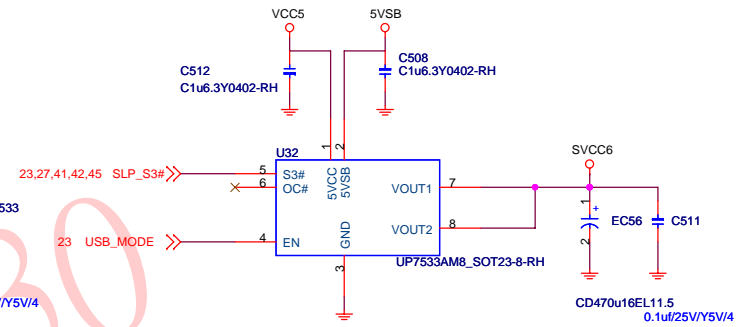 VCC5
5VSB
C512
C1u6.3Y0402-RH
C508
C1u6.3Y0402-RH
1
2
U32
SVCC6
23,27,41,42,45 SLP_S3#
5
S3#
5VCC
5VSB
6
OC#
VOUT1
7
533
1
+
EC56
C511
VOUT2
8
2
23 USB_MODE
4
EN
GND
UP7533AM8_SOT23-8-RH
3
/Y5V/4
CD470u16EL11.5
0.1uf/25V/Y5V/4
30